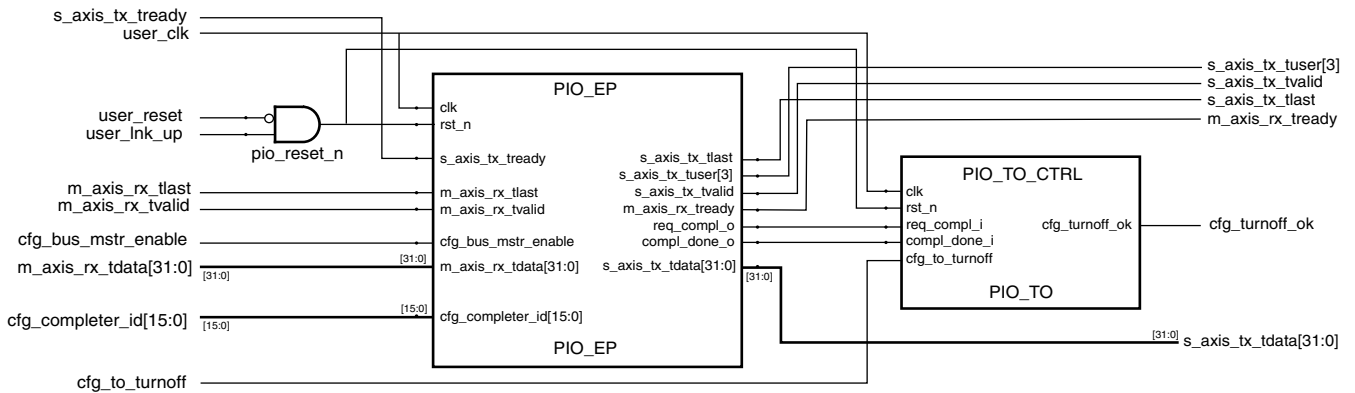 s_axis_tx_tready
user_clk
user_reset
user_lnk_up
pio_reset_n
m_axis_rx_tlast
m_axis_rx_tvalid
cfg_bus_mstr_enable
m_axis_rx_tdata[31:0]
[31:0]
[31:0]
cfg_completer_id[15:0]
[15:0]
[15:0]
cfg_to_turnoff
PIO_EP
clk
rst_n
s_axis_tx_tready
m_axis_rx_tlast
m_axis_rx_tvalid
cfg_bus_mstr_enable
m_axis_rx_tdata[31:0]
cfg_completer_id[15:0]
s_axis_tx_tlast
s_axis_tx_tuser[3]
s_axis_tx_tvalid
m_axis_rx_tready
req_compl_o
compl_done_o
s_axis_tx_tdata[31:0]
[31:0]
PIO_EP
PIO_TO_CTRL
clk
rst_n
req_compl_i
compl_done_i
cfg_to_turnoff
cfg_turnoff_ok
PIO_TO
s_axis_tx_tuser[3]
s_axis_tx_tvalid
s_axis_tx_tlast
m_axis_rx_tready
cfg_turnoff_ok
[31:0]
s_axis_tx_tdata[31:0]